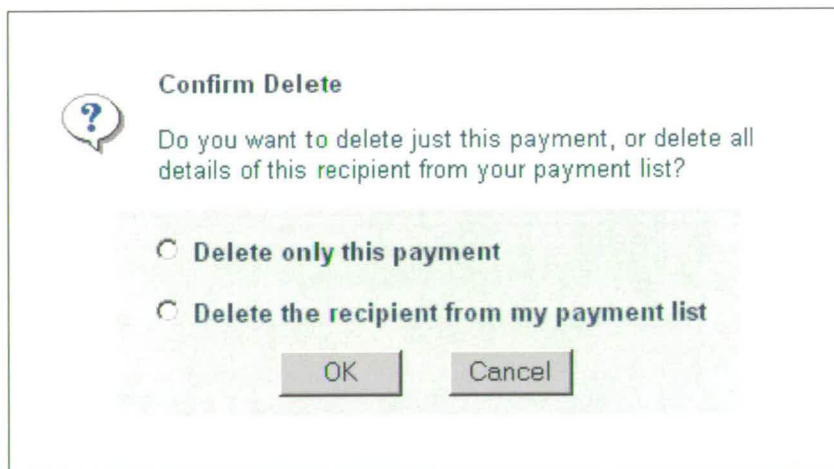 Confirm Delete
?
Do you want to delete just this payment, or delete all
details of this recipient from your payment list?
Delete only this payment
Delete the recipient from my payment list
OK Cancel